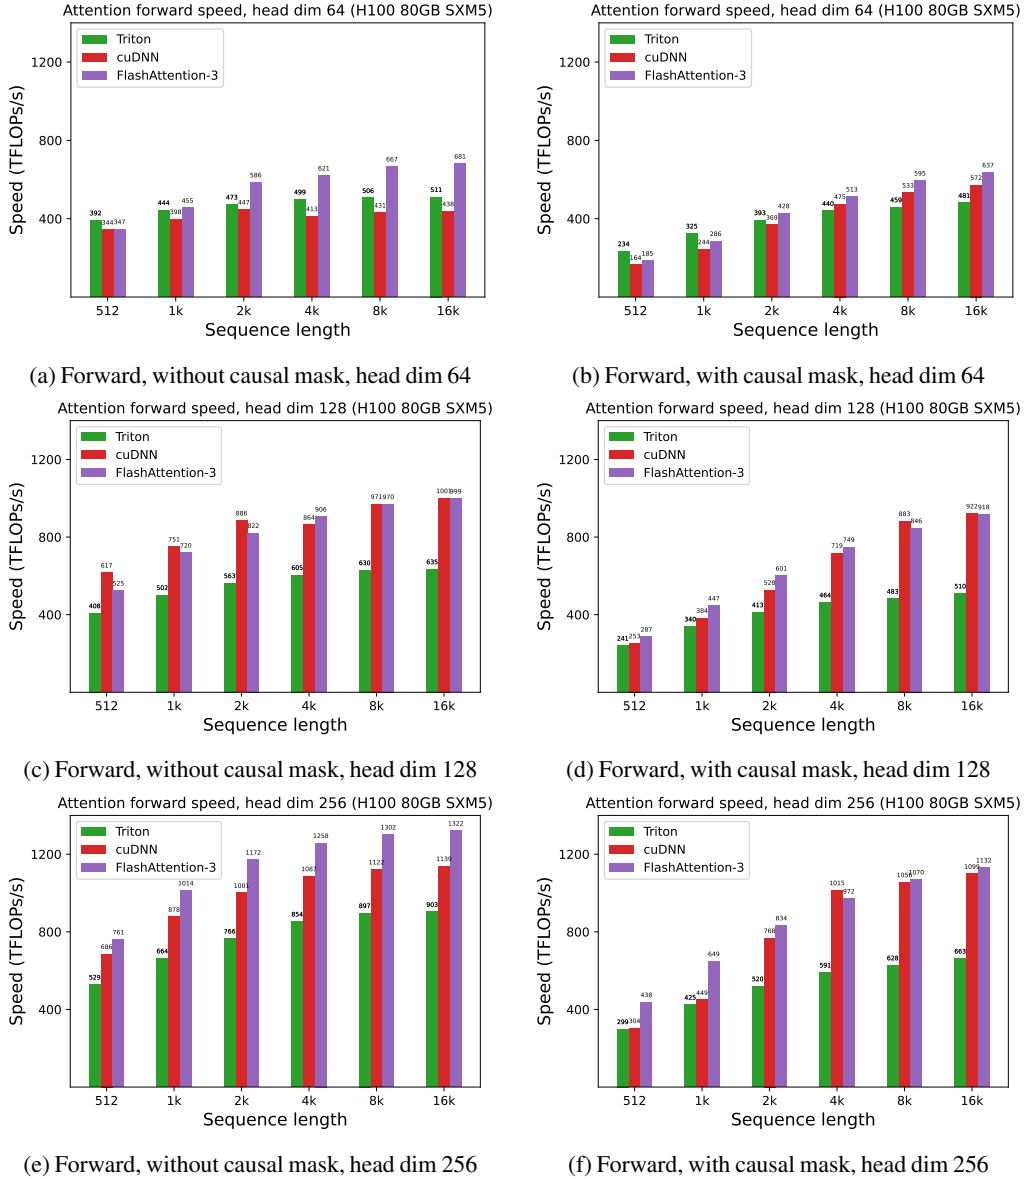 Attention forward speed, head dim 64 (H100 80GB SXM5)
Speed (TFLOPs/s)
1200
800
400
Triton
cuDNN
FlashAttention-3
392 344 347
444 398 455
473 447 586
499 413 621
506 431 667
511 438 681
512 1k 2k 4k 8k 16k
Sequence length
(a) Forward, without causal mask, head dim 64
Attention forward speed, head dim 64 (H100 80GB SXM5)
Speed (TFLOPs/s)
1200
800
400
Triton
cuDNN
FlashAttention-3
234 164 185
325 244 286
393 369 428
440 475 513
459 533 595
481 572 637
512 1k 2k 4k 8k 16k
Sequence length
(b) Forward, with causal mask, head dim 64
Attention forward speed, head dim 128 (H100 80GB SXM5)
Speed (TFLOPs/s)
1200
800
400
Triton
cuDNN
FlashAttention-3
408 617 525
502 751 720
563 886 822
605 864 906
630 971 970
635 1001 999
512 1k 2k 4k 8k 16k
Sequence length
(c) Forward, without causal mask, head dim 128
Attention forward speed, head dim 128 (H100 80GB SXM5)
Speed (TFLOPs/s)
1200
800
400
Triton
cuDNN
FlashAttention-3
241 253 287
340 384 447
413 528 601
464 719 749
483 883 846
510 922 918
512 1k 2k 4k 8k 16k
Sequence length
(d) Forward, with causal mask, head dim 128
Attention forward speed, head dim 256 (H100 80GB SXM5)
Speed (TFLOPs/s)
1200
800
400
Triton
cuDNN
FlashAttention-3
529 686 761
664 878 1014
766 1001 1172
854 1087 1258
897 1122 1302
903 1139 1322
512 1k 2k 4k 8k 16k
Sequence length
(e) Forward, without causal mask, head dim 256
Attention forward speed, head dim 256 (H100 80GB SXM5)
Speed (TFLOPs/s)
1200
800
400
Triton
cuDNN
FlashAttention-3
299 304 438
425 449 649
520 768 834
591 1015 972
628 1056 1070
663 1099 1132
512 1k 2k 4k 8k 16k
Sequence length
(f) Forward, with causal mask, head dim 256